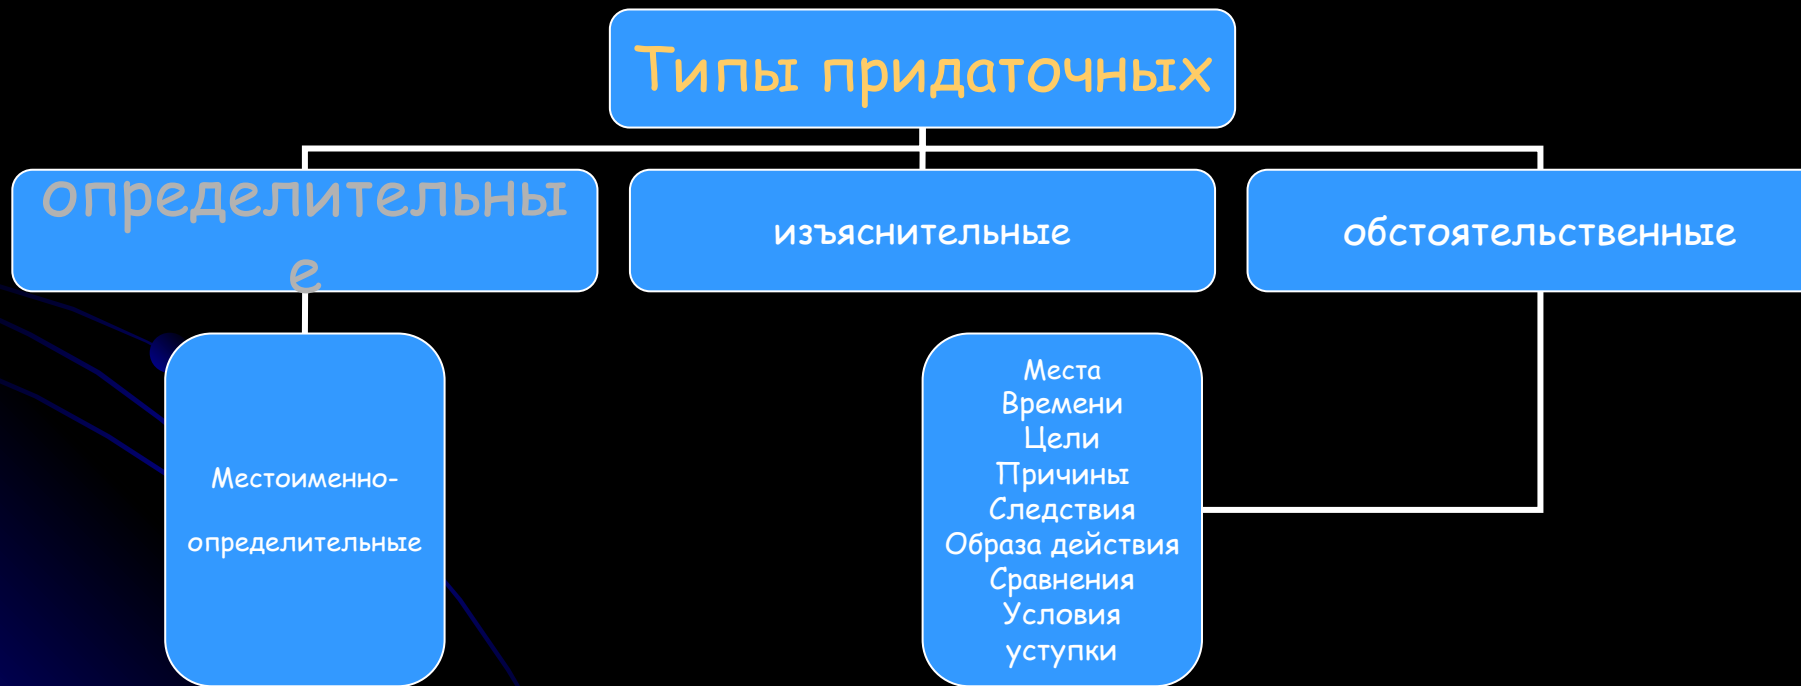 Типы придаточных
определительны
е
изъяснительные
обстоятельственные
Местоименно-
определительные
Места
Времени
Цели
Причины
Следствия
Образа действия
Сравнения
Условия
уступки